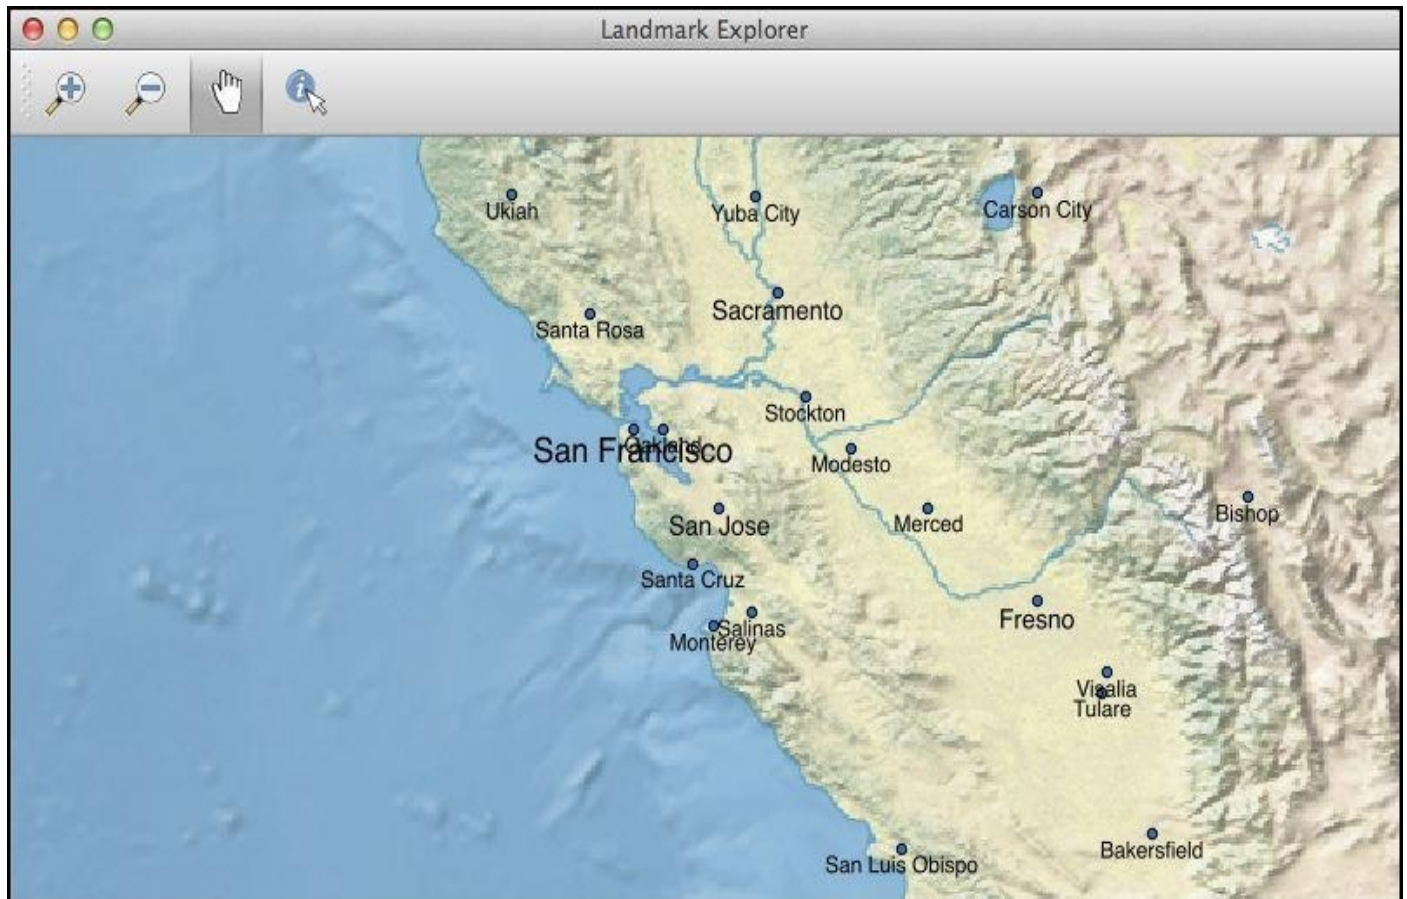 Landmark Explorer
Ukiah
Yuba City
Carson City
Sacramento
Santa Rosa
Stockton
Oakland
San Francisco
Modesto
Bishop
Merced
San Jose
Santa Cruz
Fresno
Salinas
Monterey
Visalia
Tulare
Bakersfield
San Luis Obispo